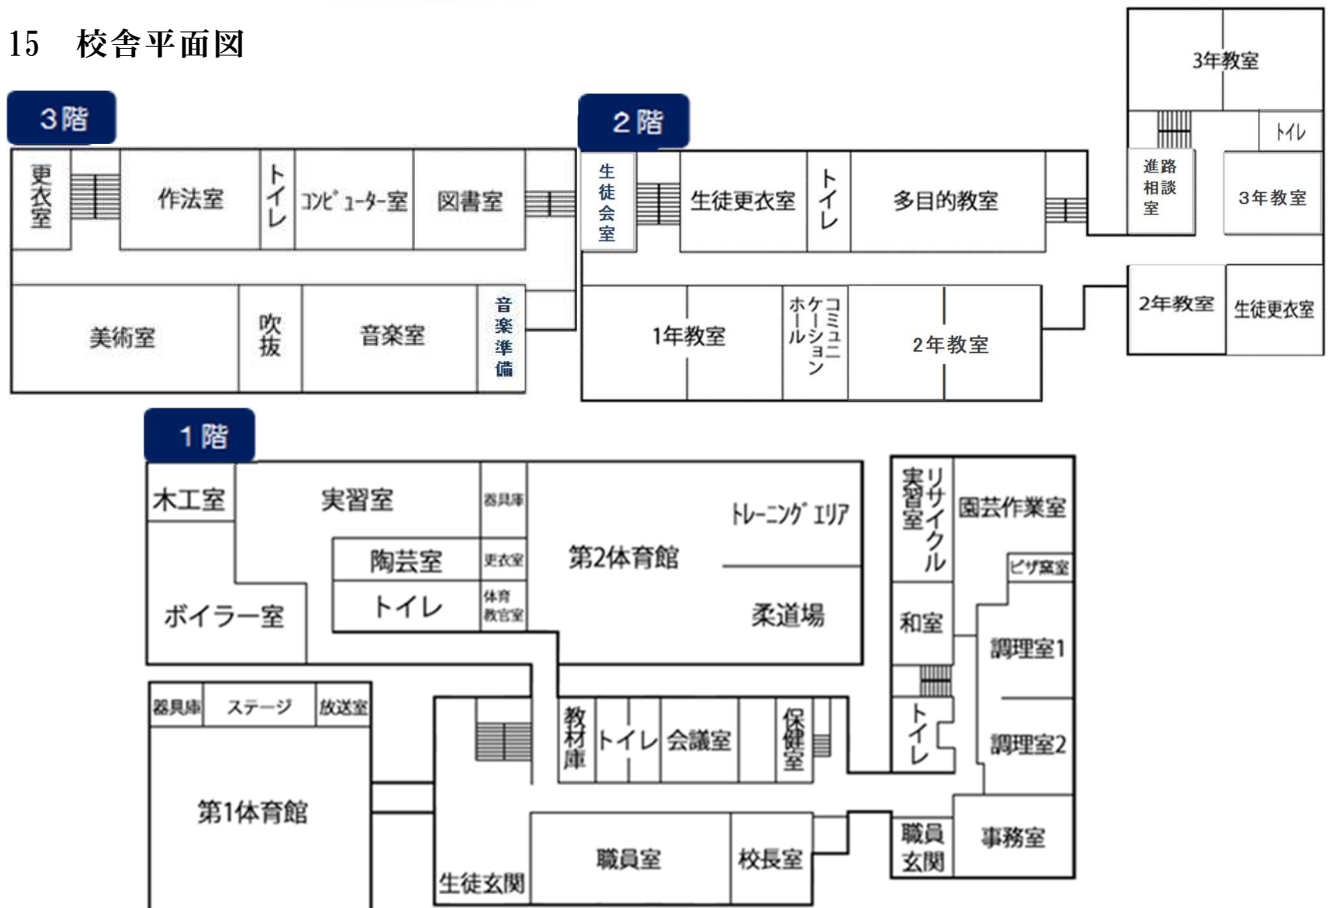 15 校舎平面図
3階
更衣室
作法室
トイレ
コンピューター室
図書室
美術室
吹抜
音楽室
音楽準備
2階
生徒会室
生徒更衣室
トイレ
多目的教室
1年教室
コミュニケーションホール
2年教室
3年教室
トイレ
進路相談室
3年教室
2年教室
生徒更衣室
1階
木工室
実習室
器具庫
陶芸室
更衣室
トイレ
体育教官室
ボイラー室
第2体育館
トレーニングエリア
柔道場
リサイクル実習室
園芸作業室
ピザ窯室
和室
調理室1
トイレ
調理室2
職員玄関
事務室
器具庫
ステージ
放送室
第1体育館
教材庫
トイレ
会議室
保健室
生徒玄関
職員室
校長室